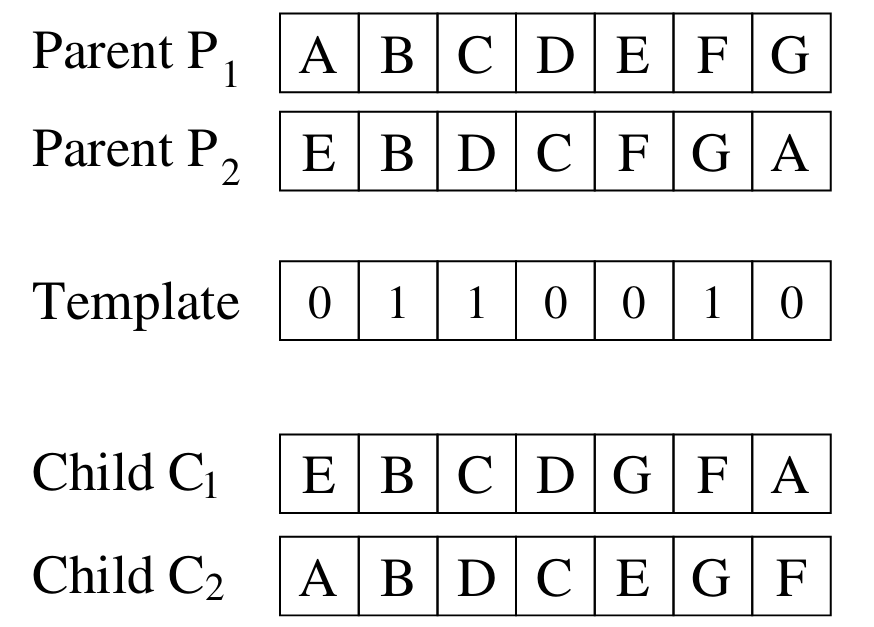 Parent P1 A B C D E F G
Parent P2 E B D C F G A
Template 0 1 1 0 0 1 0
Child C1 E B C D G F A
Child C2 A B D C E G F